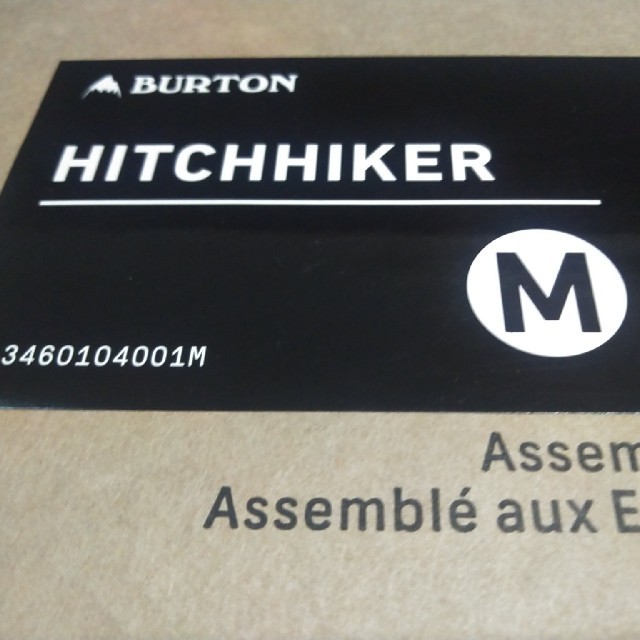 BURTON
HITCHHIKER
M
3460104001M
Assem
Assemblé aux E